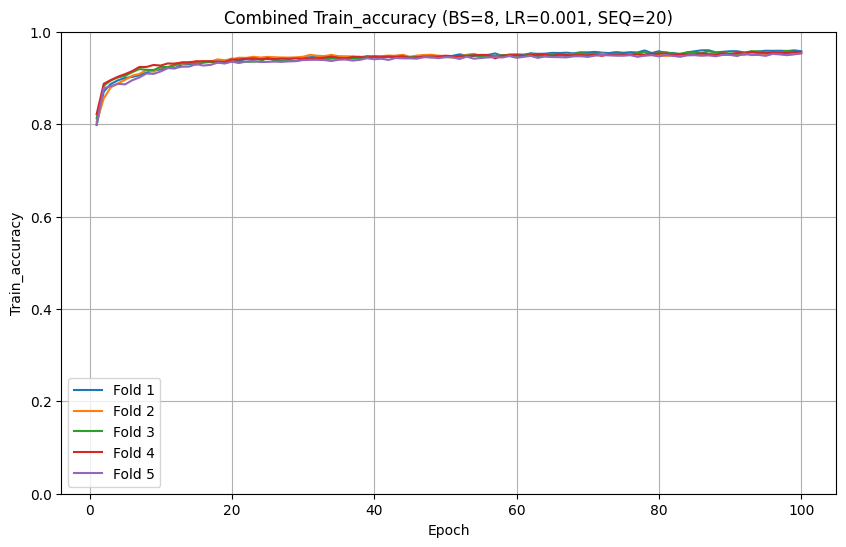 Combined Train_accuracy (BS=8, LR=0.001, SEQ=20)
Train_accuracy
1.0
0.8
0.6
0.4
0.2
0.0
Fold 1
Fold 2
Fold 3
Fold 4
Fold 5
0 20 40 60 80 100
Epoch